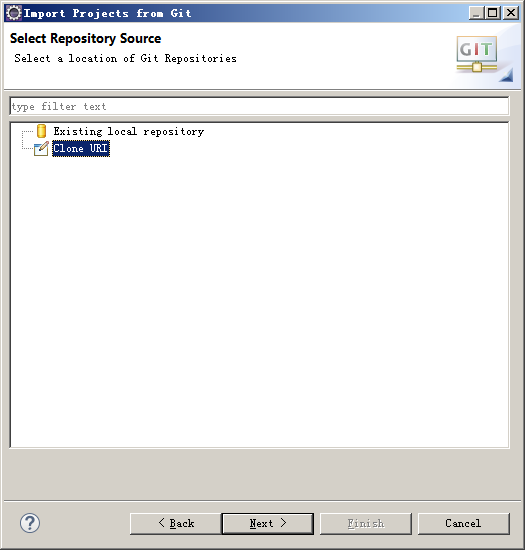 Import Projects from Git
Select Repository Source
Select a location of Git Repositories
GIT
type filter text
Existing local repository
Clone URI
?
< Back
Next >
Finish
Cancel